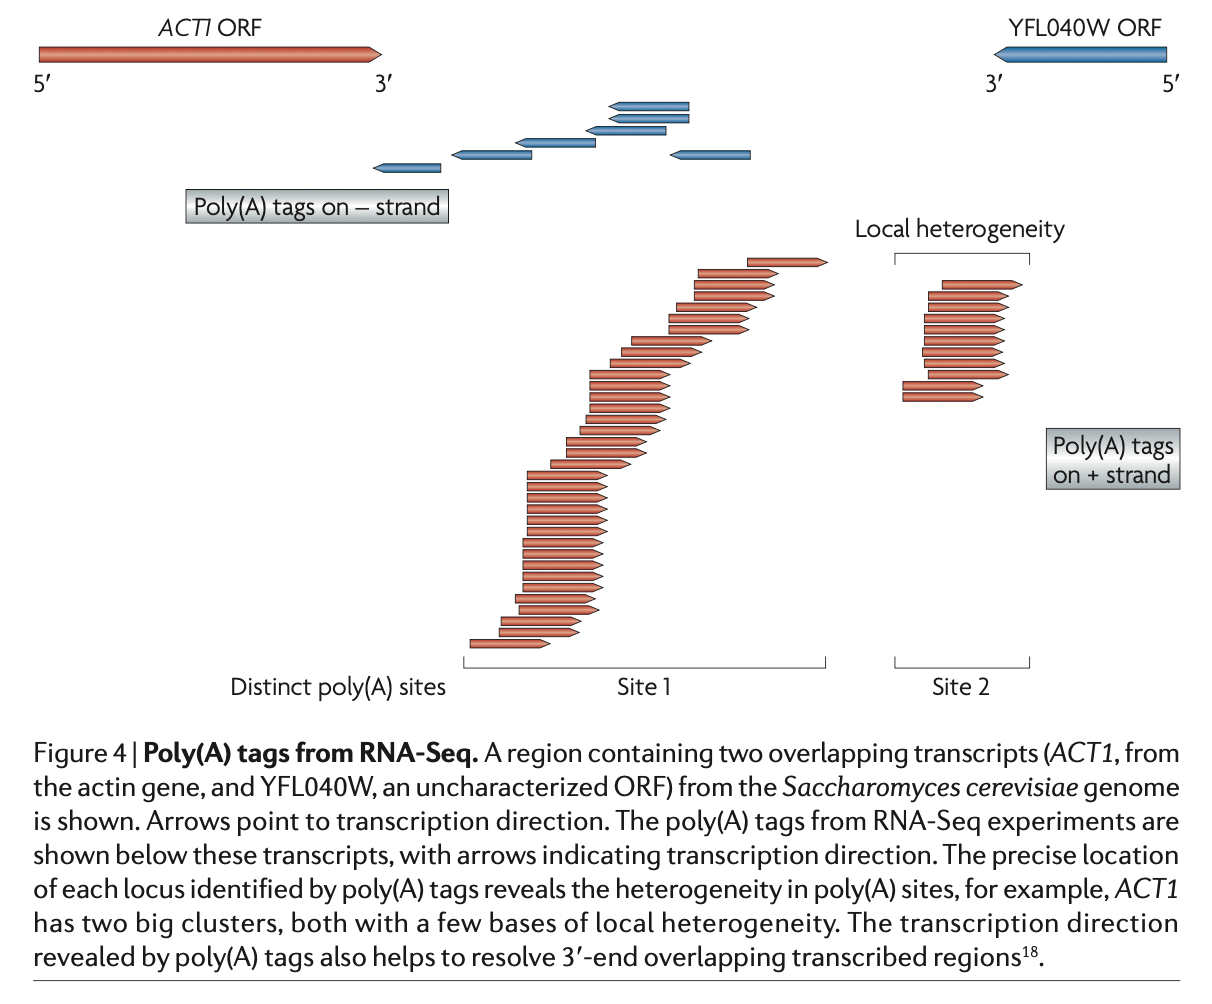 ACT1 ORF
YFL040W ORF
5′
3′
3′
5′
Poly(A) tags on – strand
Local heterogeneity
Poly(A) tags
on + strand
Distinct poly(A) sites
Site 1
Site 2
Figure 4 | Poly(A) tags from RNA-Seq. A region containing two overlapping transcripts (ACT1, from
the actin gene, and YFL040W, an uncharacterized ORF) from the Saccharomyces cerevisiae genome
is shown. Arrows point to transcription direction. The poly(A) tags from RNA-Seq experiments are
shown below these transcripts, with arrows indicating transcription direction. The precise location
of each locus identified by poly(A) tags reveals the heterogeneity in poly(A) sites, for example, ACT1
has two big clusters, both with a few bases of local heterogeneity. The transcription direction
revealed by poly(A) tags also helps to resolve 3′-end overlapping transcribed regions18.